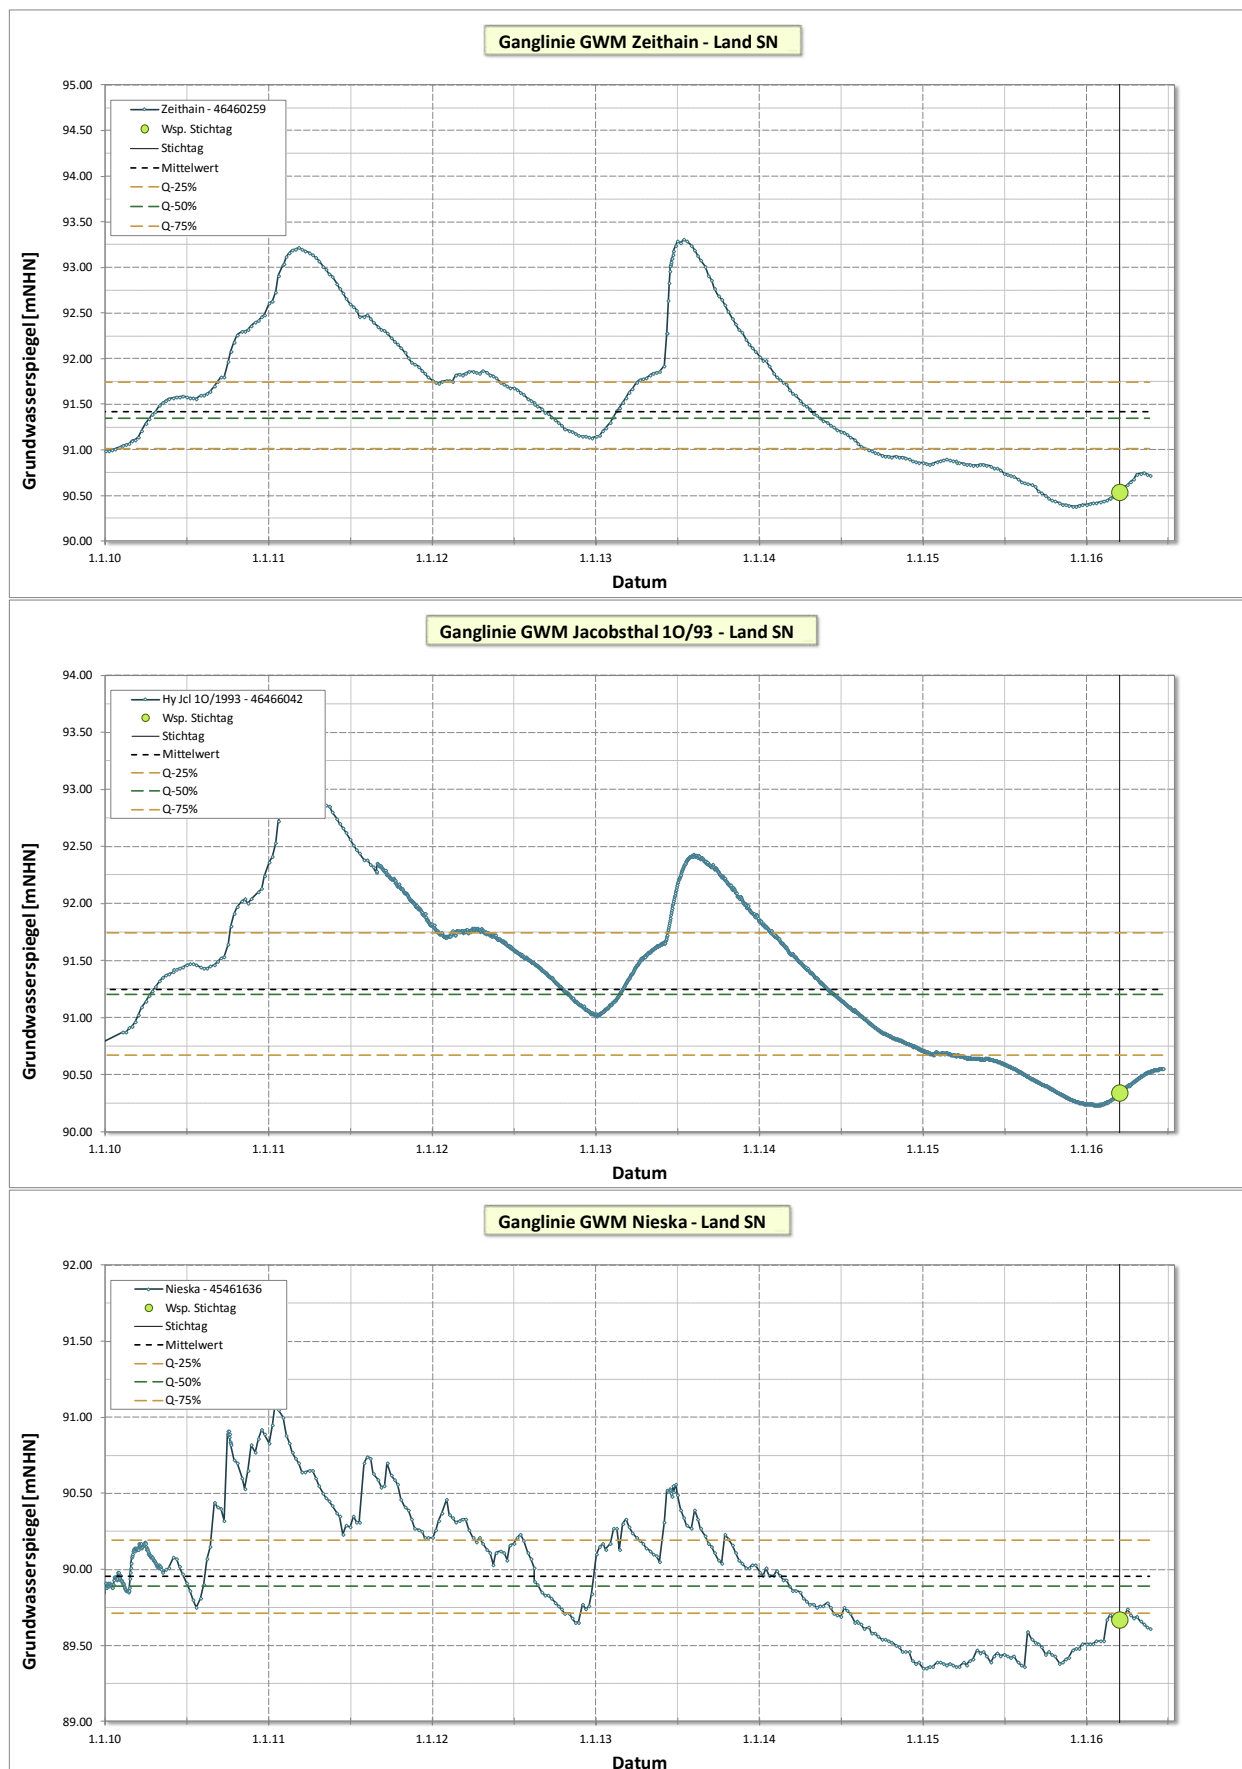 Ganglinie GWM Zeithain - Land SN
95.00
94.50
94.00
93.50
93.00
92.50
92.00
91.50
91.00
90.50
90.00
Grundwasserspiegel [mNHN]
Zeithain - 46460259
Wsp. Stichtag
Stichtag
Mittelwert
Q-25%
Q-50%
Q-75%
1.1.10 1.1.11 1.1.12 1.1.13 1.1.14 1.1.15 1.1.16
Datum
Ganglinie GWM Jacobsthal 1O/93 - Land SN
94.00
93.50
93.00
92.50
92.00
91.50
91.00
90.50
90.00
Grundwasserspiegel [mNHN]
Hy Jcl 1O/1993 - 46466042
Wsp. Stichtag
Stichtag
Mittelwert
Q-25%
Q-50%
Q-75%
1.1.10 1.1.11 1.1.12 1.1.13 1.1.14 1.1.15 1.1.16
Datum
Ganglinie GWM Nieska - Land SN
92.00
91.50
91.00
90.50
90.00
89.50
89.00
Grundwasserspiegel [mNHN]
Nieska - 45461636
Wsp. Stichtag
Stichtag
Mittelwert
Q-25%
Q-50%
Q-75%
1.1.10 1.1.11 1.1.12 1.1.13 1.1.14 1.1.15 1.1.16
Datum